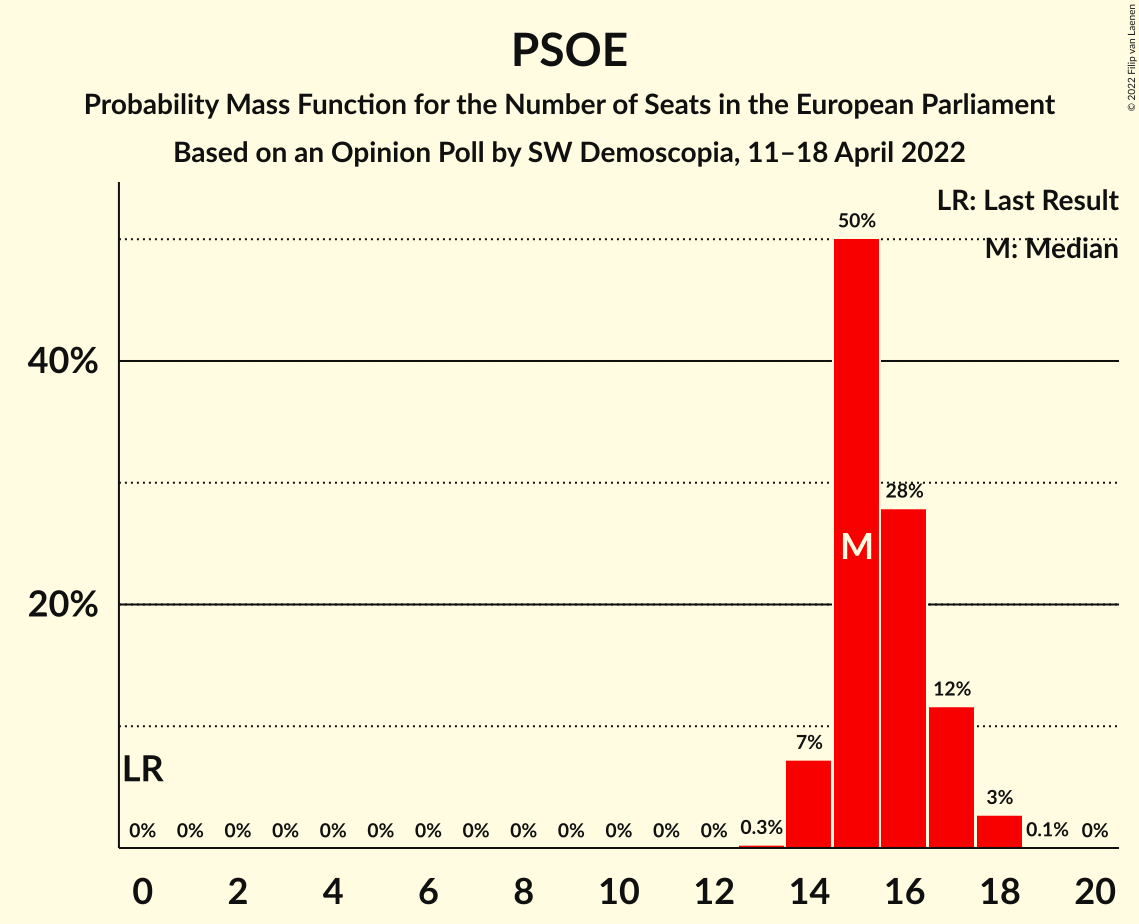 PSOE
Probability Mass Function for the Number of Seats in the European Parliament
Based on an Opinion Poll by SW Demoscopia, 11–18 April 2022
© 2022 Filip van Laenen
LR: Last Result
M: Median
50%
40%
28%
M
20%
12%
7%
LR
3%
0% 0% 0% 0% 0% 0% 0% 0% 0% 0% 0% 0% 0% 0.3% 0.1% 0%
0 2 4 6 8 10 12 14 16 18 20